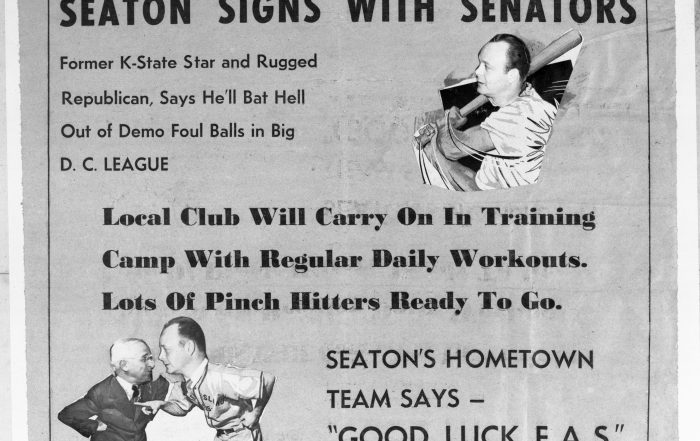 SEATON SIGNS WITH SENATORS
Former K-State Star and Rugged
Republican, Says He'll Bat Hell
Out of Demo Foul Balls in Big
D. C. LEAGUE
Local Club Will Carry On In Training
Camp With Regular Daily Workouts.
Lots Of Pinch Hitters Ready To Go.
SEATON'S HOMETOWN
TEAM SAYS –
"GOOD LUCK F.A.S."